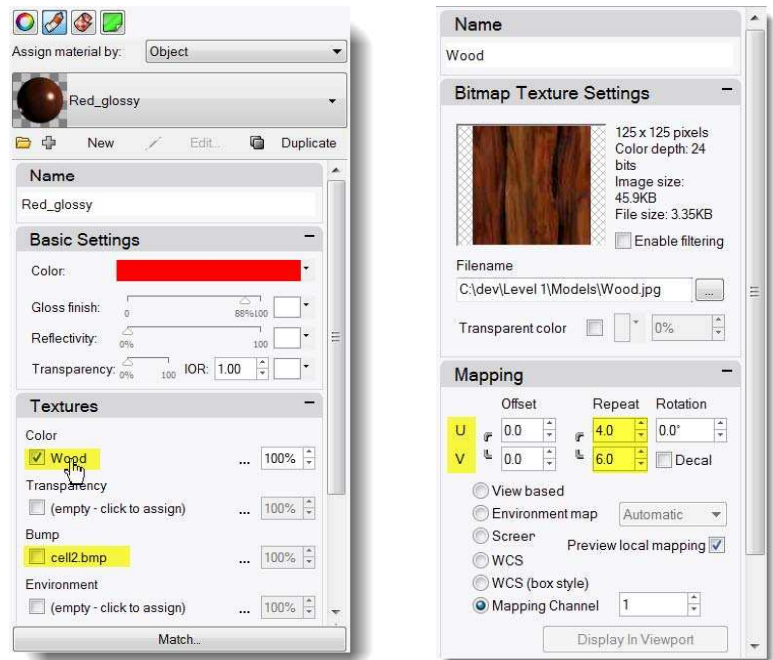 Assign material by: Object
Red_glossy
New Edit... Duplicate
Name
Red_glossy
Basic Settings
Color:
Gloss finish: 0 88% 100
Reflectivity: 0% 100
Transparency: 0% 100 IOR: 1.00
Textures
Color
Wood ... 100%
Transparency
(empty - click to assign) ... 100%
Bump
cell2.bmp ... 100%
Environment
(empty - click to assign) ... 100%
Match...
Name
Wood
Bitmap Texture Settings
125 x 125 pixels
Color depth: 24
bits
Image size:
45.9KB
File size: 3.35KB
Enable filtering
Filename
C:\dev\Level 1\Models\Wood.jpg ...
Transparent color 0%
Mapping
Offset Repeat Rotation
U 0.0 4.0 0.0°
V 0.0 6.0 Decal
View based
Environment map Automatic
Screen
Preview local mapping
WCS
WCS (box style)
Mapping Channel 1
Display In Viewport